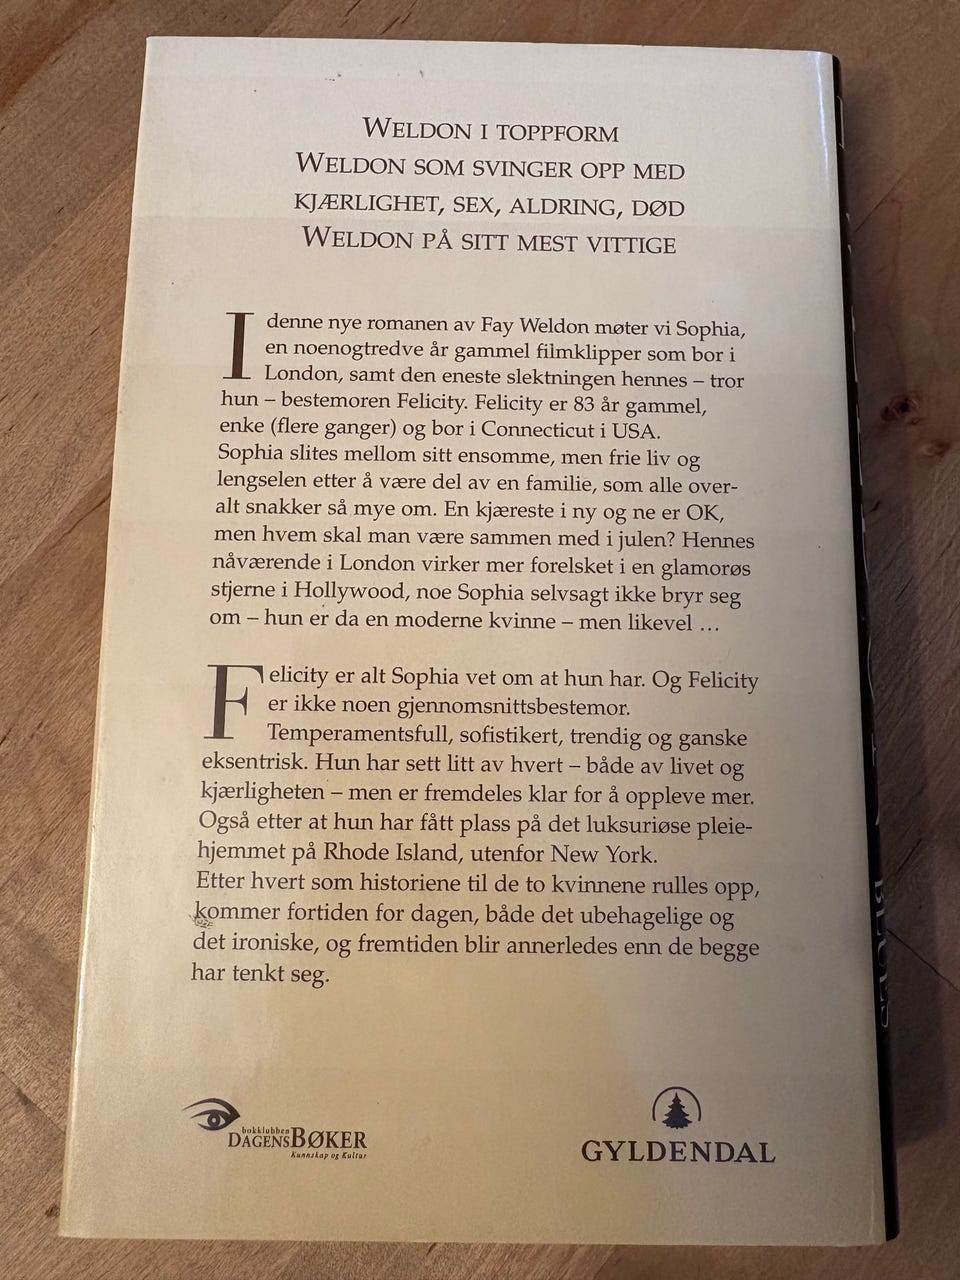 WELDON I TOPPFORM
WELDON SOM SVINGER OPP MED
KJÆRLIGHET, SEX, ALDRING, DØD
WELDON PÅ SITT MEST VITTIGE
I denne nye romanen av Fay Weldon møter vi Sophia,
en noenogtredve år gammel filmklipper som bor i
London, samt den eneste slektningen hennes – tror
hun – bestemoren Felicity. Felicity er 83 år gammel,
enke (flere ganger) og bor i Connecticut i USA.
Sophia slites mellom sitt ensomme, men frie liv og
lengselen etter å være del av en familie, som alle over-
alt snakker så mye om. En kjæreste i ny og ne er OK,
men hvem skal man være sammen med i julen? Hennes
nåværende i London virker mer forelsket i en glamorøs
stjerne i Hollywood, noe Sophia selvsagt ikke bryr seg
om – hun er da en moderne kvinne – men likevel ...
Felicity er alt Sophia vet om at hun har. Og Felicity
er ikke noen gjennomsnittsbestemor.
Temperamentsfull, sofistikert, trendig og ganske
eksentrisk. Hun har sett litt av hvert – både av livet og
kjærligheten – men er fremdeles klar for å oppleve mer.
Også etter at hun har fått plass på det luksuriøse pleie-
hjemmet på Rhode Island, utenfor New York.
Etter hvert som historiene til de to kvinnene rulles opp,
kommer fortiden for dagen, både det ubehagelige og
det ironiske, og fremtiden blir annerledes enn de begge
har tenkt seg.
bokklubben
DAGENSBØKER
Kunnskap og Kultur
GYLDENDAL